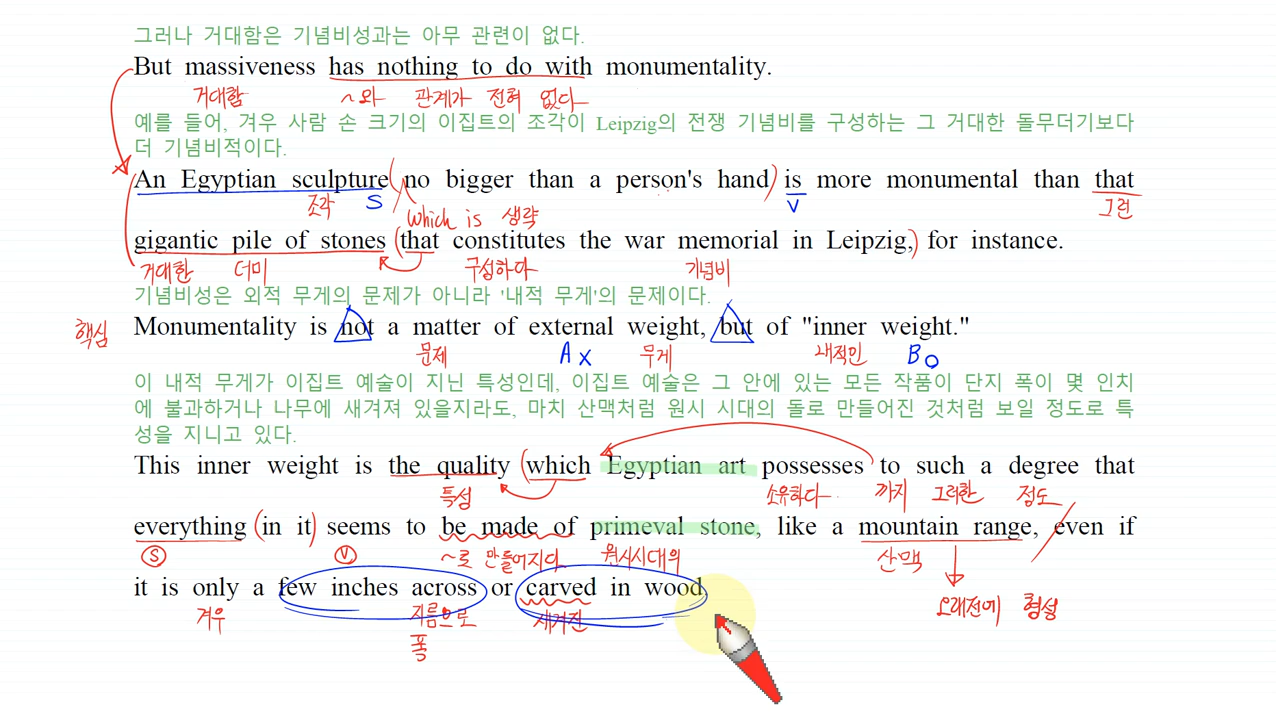 그러나 거대함은 기념비성과는 아무 관련이 없다.
But massiveness has nothing to do with monumentality.
거대함 ~와 관계가 전혀 없다
예를 들어, 겨우 사람 손 크기의 이집트의 조각이 Leipzig의 전쟁 기념비를 구성하는 그 거대한 돌무더기보다
더 기념비적이다.
An Egyptian sculpture (no bigger than a person's hand) is more monumental than that
조각 S which is 생략 V 그런
gigantic pile of stones (that constitutes the war memorial in Leipzig,) for instance.
거대한 더미 구성하다 기념비
기념비성은 외적 무게의 문제가 아니라 '내적 무게'의 문제이다.
핵심 Monumentality is not a matter of external weight, but of "inner weight."
문제 A x 무게 내적인 B o
이 내적 무게가 이집트 예술이 지닌 특성인데, 이집트 예술은 그 안에 있는 모든 작품이 단지 폭이 몇 인치
에 불과하거나 나무에 새겨져 있을지라도, 마치 산맥처럼 원시 시대의 돌로 만들어진 것처럼 보일 정도로 특
성을 지니고 있다.
This inner weight is the quality (which Egyptian art possesses) to such a degree that
특성 소유하다 까지 그러한 정도
everything (in it) seems to be made of primeval stone, like a mountain range, / even if
S V ~로 만들어지다 원시시대의 산맥
it is only a few inches across or carved in wood
겨우 지름으로 새겨진 오래전에 형성
폭